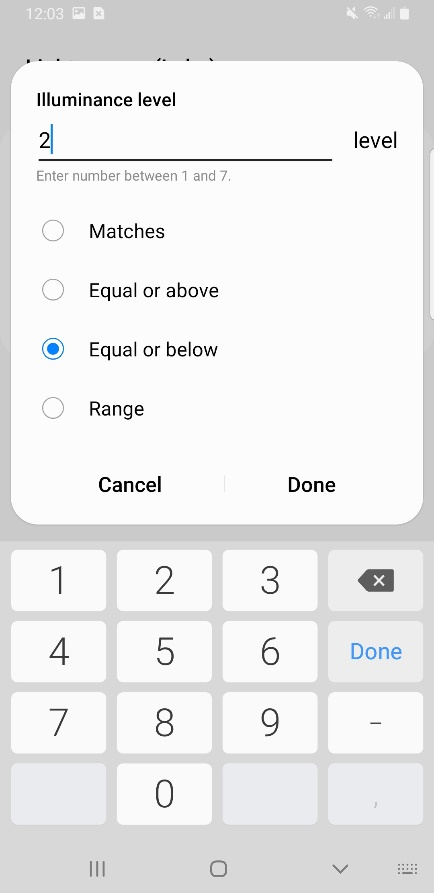 12:03
Illuminance level
2
level
Enter number between 1 and 7.
Matches
Equal or above
Equal or below
Range
Cancel
Done
1 2 3
4 5 6 Done
7 8 9 -
0 ,